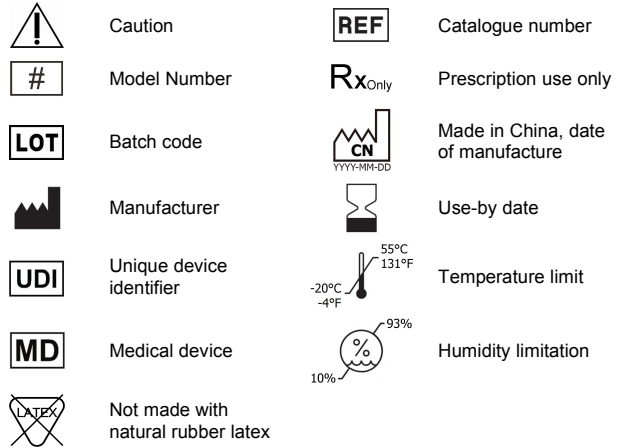 Caution
REF
Catalogue number
#
Model Number
Rx Only
Prescription use only
LOT
Batch code
CN
YYYY-MM-DD
Made in China, date
of manufacture
Manufacturer
Use-by date
UDI
Unique device
identifier
55°C
131°F
-20°C
-4°F
Temperature limit
MD
Medical device
93%
%
10%
Humidity limitation
LATEX
Not made with
natural rubber latex